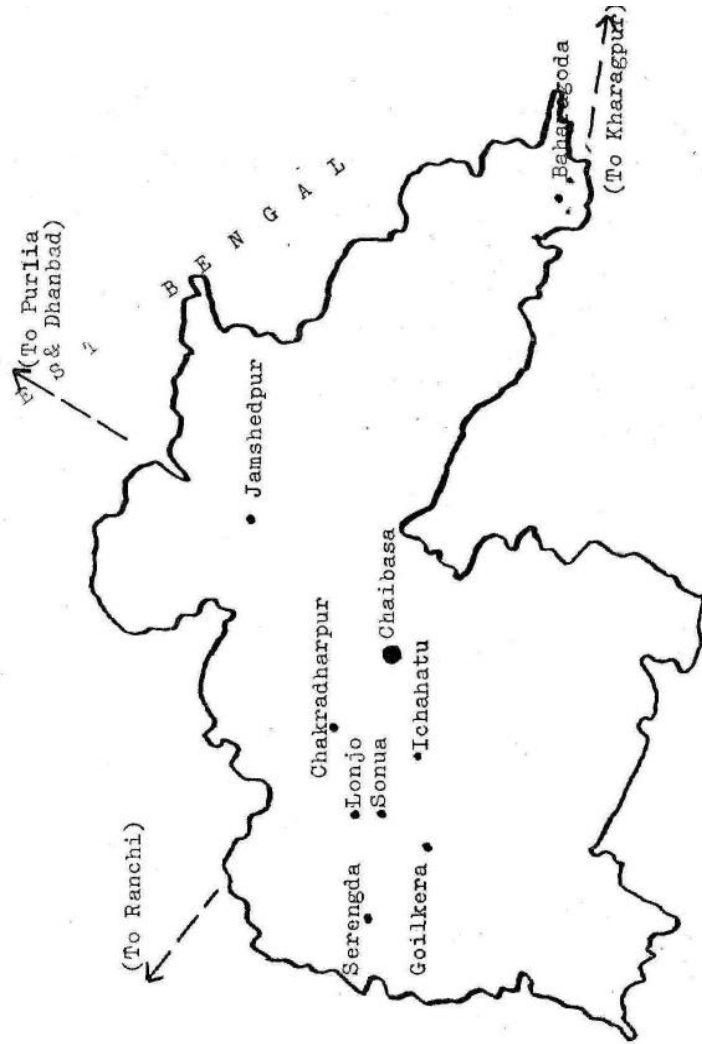 (To Purlia
& Dhanbad)
E S T
B E N G A L
(To Ranchi)
Jamshedpur
Chakradharpur
Lonjo
Sonua
Chaibasa
Ichahatu
Serengda
Goilkera
Baharagoda
(To Kharagpur)